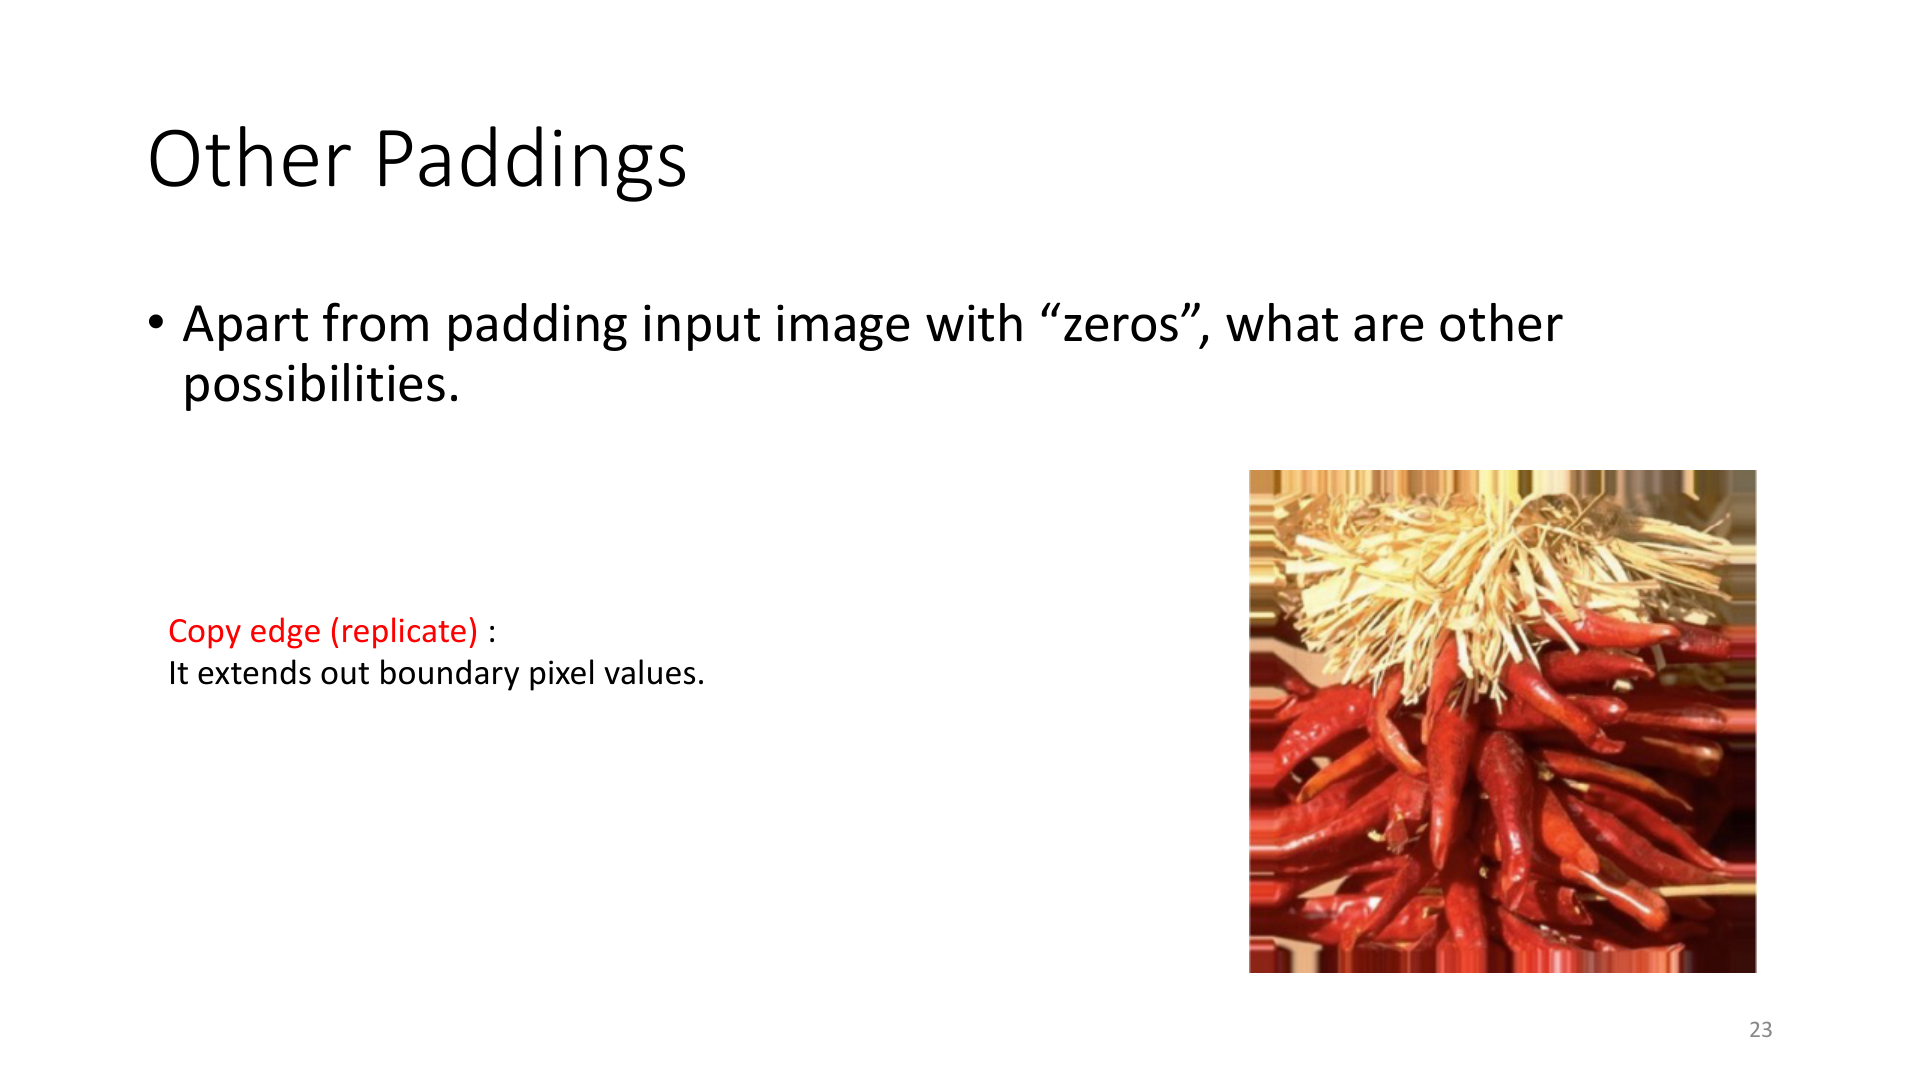 Other Paddings
• Apart from padding input image with “zeros”, what are other
possibilities.
Copy edge (replicate) :
It extends out boundary pixel values.
23